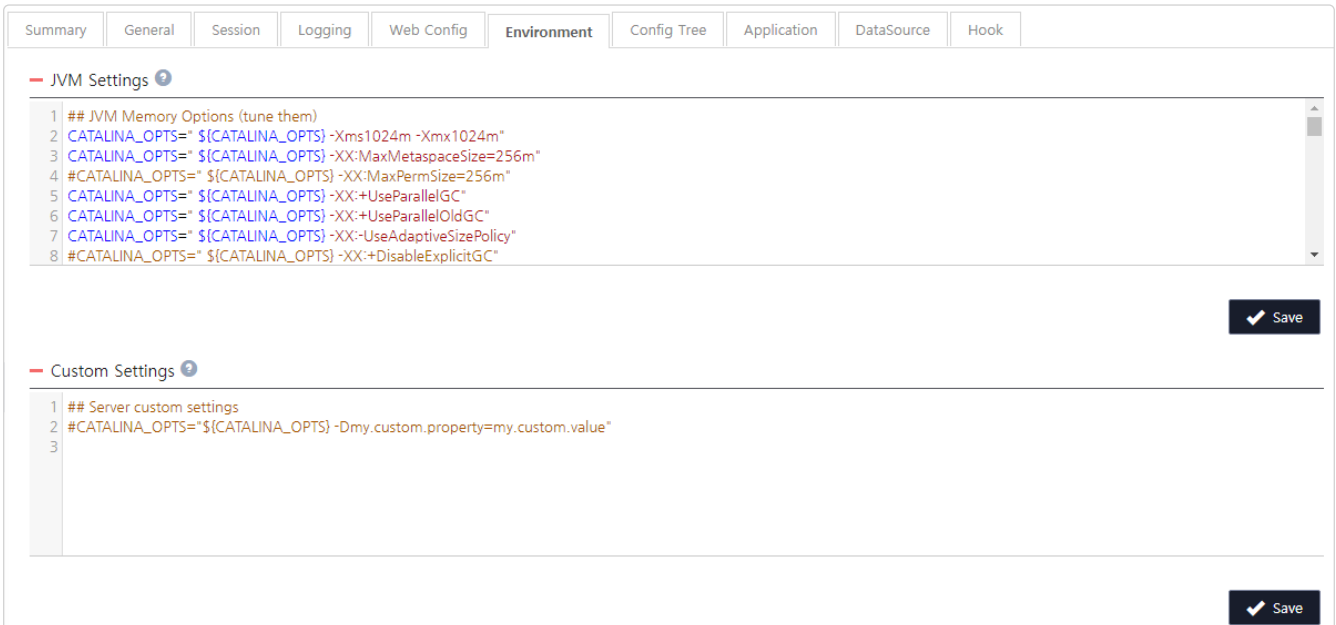 Summary General Session Logging Web Config Environment Config Tree Application DataSource Hook
JVM Settings ?
1 ## JVM Memory Options (tune them)
2 CATALINA_OPTS=" ${CATALINA_OPTS} -Xms1024m -Xmx1024m"
3 CATALINA_OPTS=" ${CATALINA_OPTS} -XX:MaxMetaspaceSize=256m"
4 #CATALINA_OPTS=" ${CATALINA_OPTS} -XX:MaxPermSize=256m"
5 CATALINA_OPTS=" ${CATALINA_OPTS} -XX:+UseParallelGC"
6 CATALINA_OPTS=" ${CATALINA_OPTS} -XX:+UseParallelOldGC"
7 CATALINA_OPTS=" ${CATALINA_OPTS} -XX:-UseAdaptiveSizePolicy"
8 #CATALINA_OPTS=" ${CATALINA_OPTS} -XX:+DisableExplicitGC"
Save
Custom Settings ?
1 ## Server custom settings
2 #CATALINA_OPTS="${CATALINA_OPTS} -Dmy.custom.property=my.custom.value"
3
Save